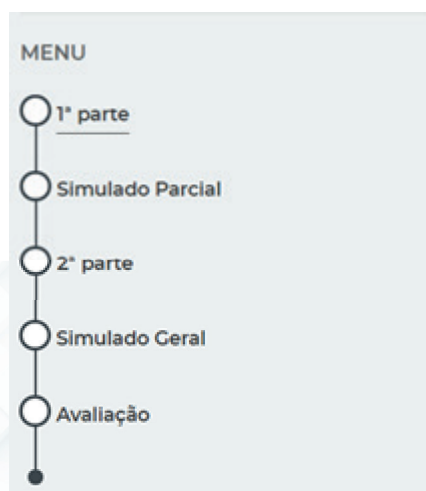 MENU
1ª parte
Simulado Parcial
2ª parte
Simulado Geral
Avaliação